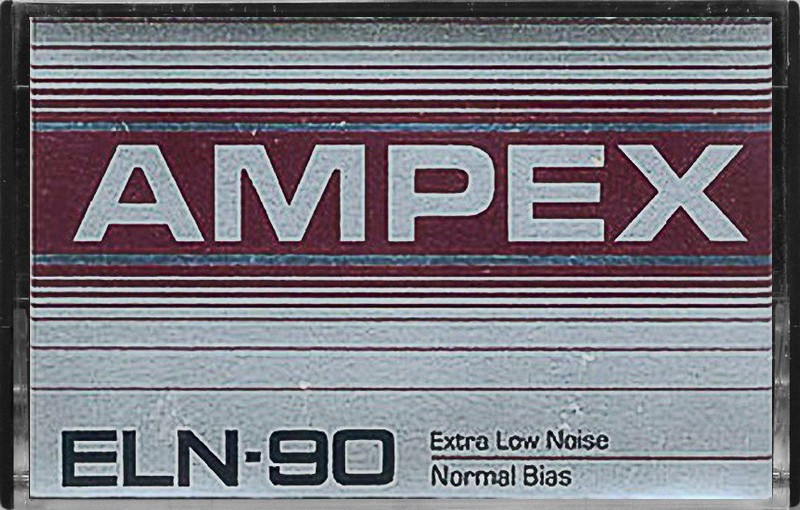 AMPEX
ELN-90
Extra Low Noise
Normal Bias